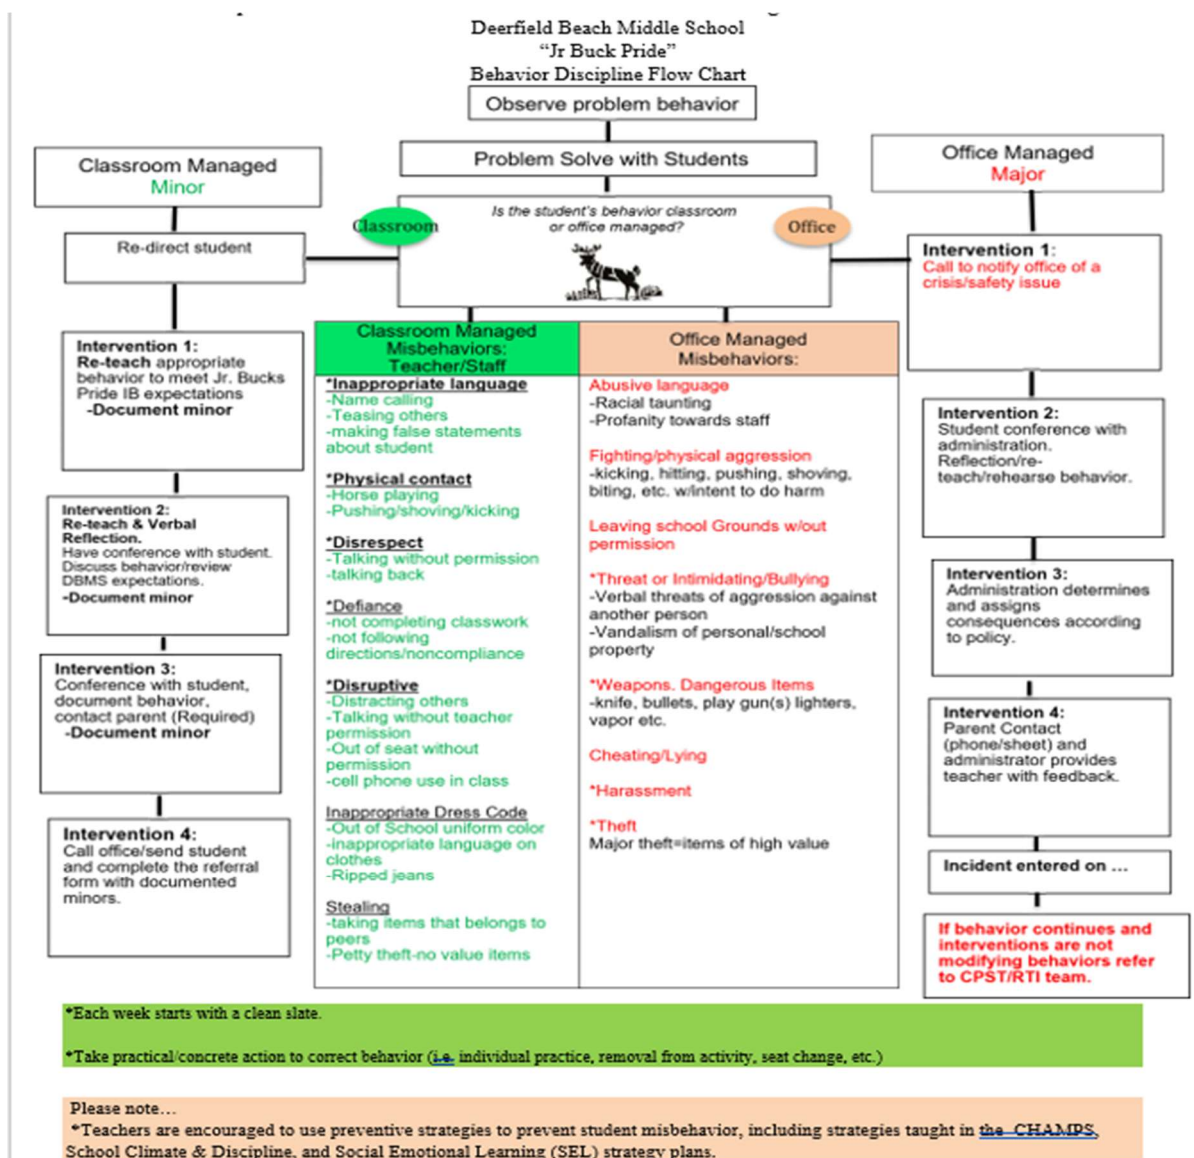 Deerfield Beach Middle School
“Jr Buck Pride”
Behavior Discipline Flow Chart
Observe problem behavior
Problem Solve with Students
Classroom Managed
Minor
Office Managed
Major
Is the student's behavior classroom
or office managed?
Classroom
Office
Re-direct student
Intervention 1:
Re-teach appropriate
behavior to meet Jr. Bucks
Pride IB expectations
-Document minor
Intervention 2:
Re-teach & Verbal
Reflection.
Have conference with student.
Discuss behavior/review
DBMS expectations.
-Document minor
Intervention 3:
Conference with student,
document behavior,
contact parent (Required)
-Document minor
Intervention 4:
Call office/send student
and complete the referral
form with documented
minors.
Classroom Managed
Misbehaviors:
Teacher/Staff
*Inappropriate language
-Name calling
-Teasing others
-making false statements
about student
*Physical contact
-Horse playing
-Pushing/shoving/kicking
*Disrespect
-Talking without permission
-talking back
*Defiance
-not completing classwork
-not following
directions/noncompliance
*Disruptive
-Distracting others
-Talking without teacher
permission
-Out of seat without
permission
-cell phone use in class
Inappropriate Dress Code
-Out of School uniform color
-inappropriate language on
clothes
-Ripped jeans
Stealing
-taking items that belongs to
peers
-Petty theft-no value items
Office Managed
Misbehaviors:
Abusive language
-Racial taunting
-Profanity towards staff
Fighting/physical aggression
-kicking, hitting, pushing, shoving,
biting, etc. w/intent to do harm
Leaving school Grounds w/out
permission
*Threat or Intimidating/Bullying
-Verbal threats of aggression against
another person
-Vandalism of personal/school
property
*Weapons. Dangerous Items
-knife, bullets, play gun(s) lighters,
vapor etc.
Cheating/Lying
*Harassment
*Theft
Major theft=items of high value
Intervention 1:
Call to notify office of a
crisis/safety issue
Intervention 2:
Student conference with
administration.
Reflection/re-
teach/rehearse behavior.
Intervention 3:
Administration determines
and assigns
consequences according
to policy.
Intervention 4:
Parent Contact
(phone/sheet) and
administrator provides
teacher with feedback.
Incident entered on ...
If behavior continues and
interventions are not
modifying behaviors refer
to CPST/RTI team.
*Each week starts with a clean slate.
*Take practical/concrete action to correct behavior (i.e. individual practice, removal from activity, seat change, etc.)
Please note…
*Teachers are encouraged to use preventive strategies to prevent student misbehavior, including strategies taught in the CHAMPS,
School Climate & Discipline, and Social Emotional Learning (SEL) strategy plans.